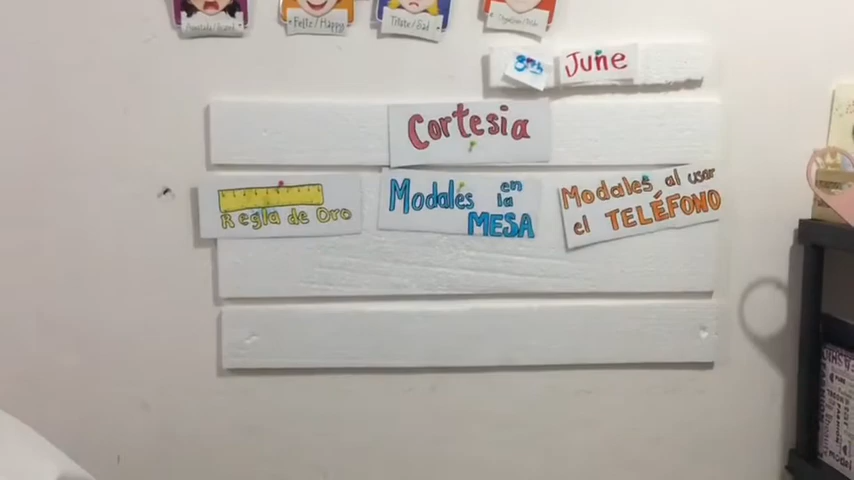 Feliz/Happy
Triste/Sad
3rd
June
Cortesia
Regla de Oro
Modales en
la
MESA
Modales al usar
el TELÉFONO